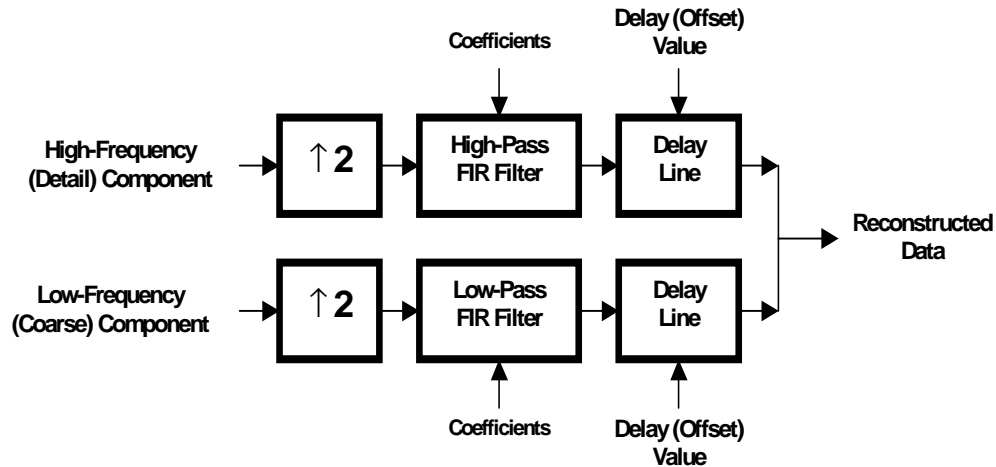 Coefficients
Delay (Offset)
Value
High-Frequency
(Detail) Component
↑2
High-Pass
FIR Filter
Delay
Line
Reconstructed
Data
Low-Frequency
(Coarse) Component
↑2
Low-Pass
FIR Filter
Delay
Line
Coefficients
Delay (Offset)
Value